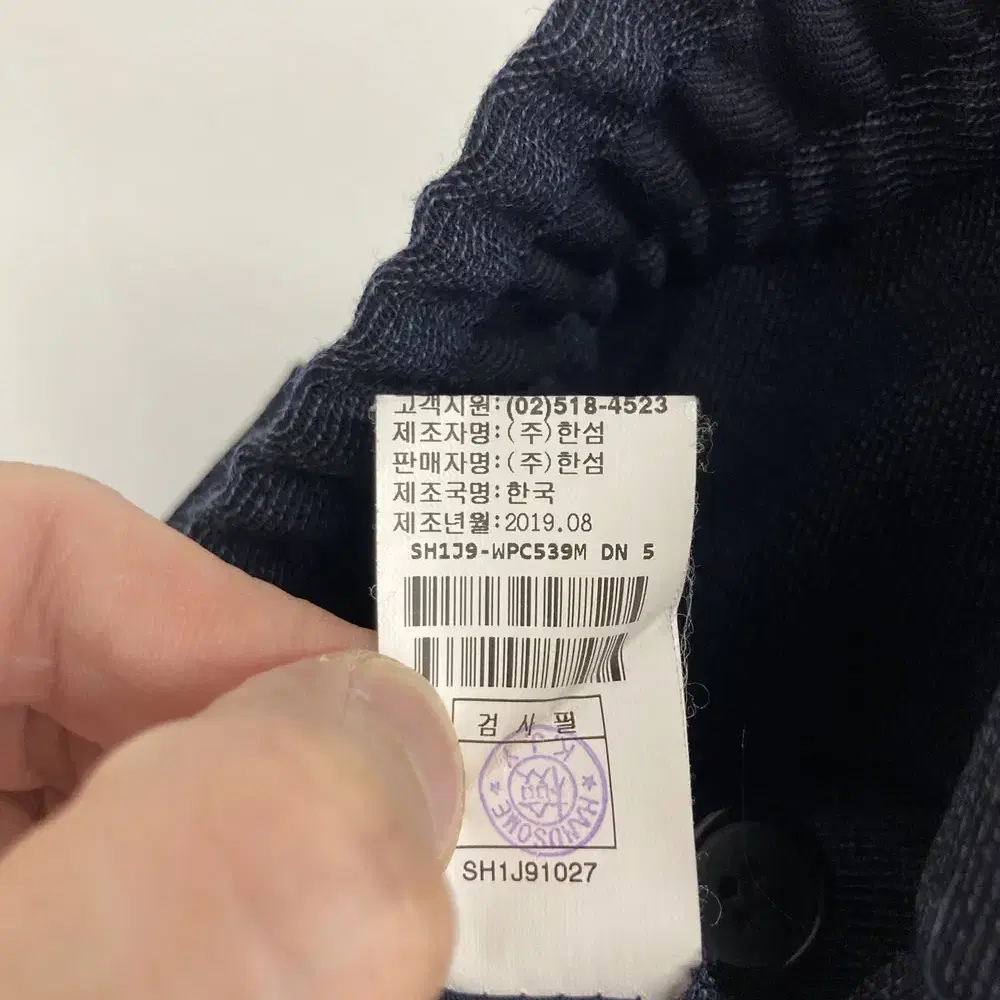 고객지원:(02)518-4523
제조자명:(주)한섬
판매자명:(주)한섬
제조국명:한국
제조년월:2019.08
SH1J9-WPC539M DN 5
검 사 필
K J Y
HANDSOME
SH1J91027